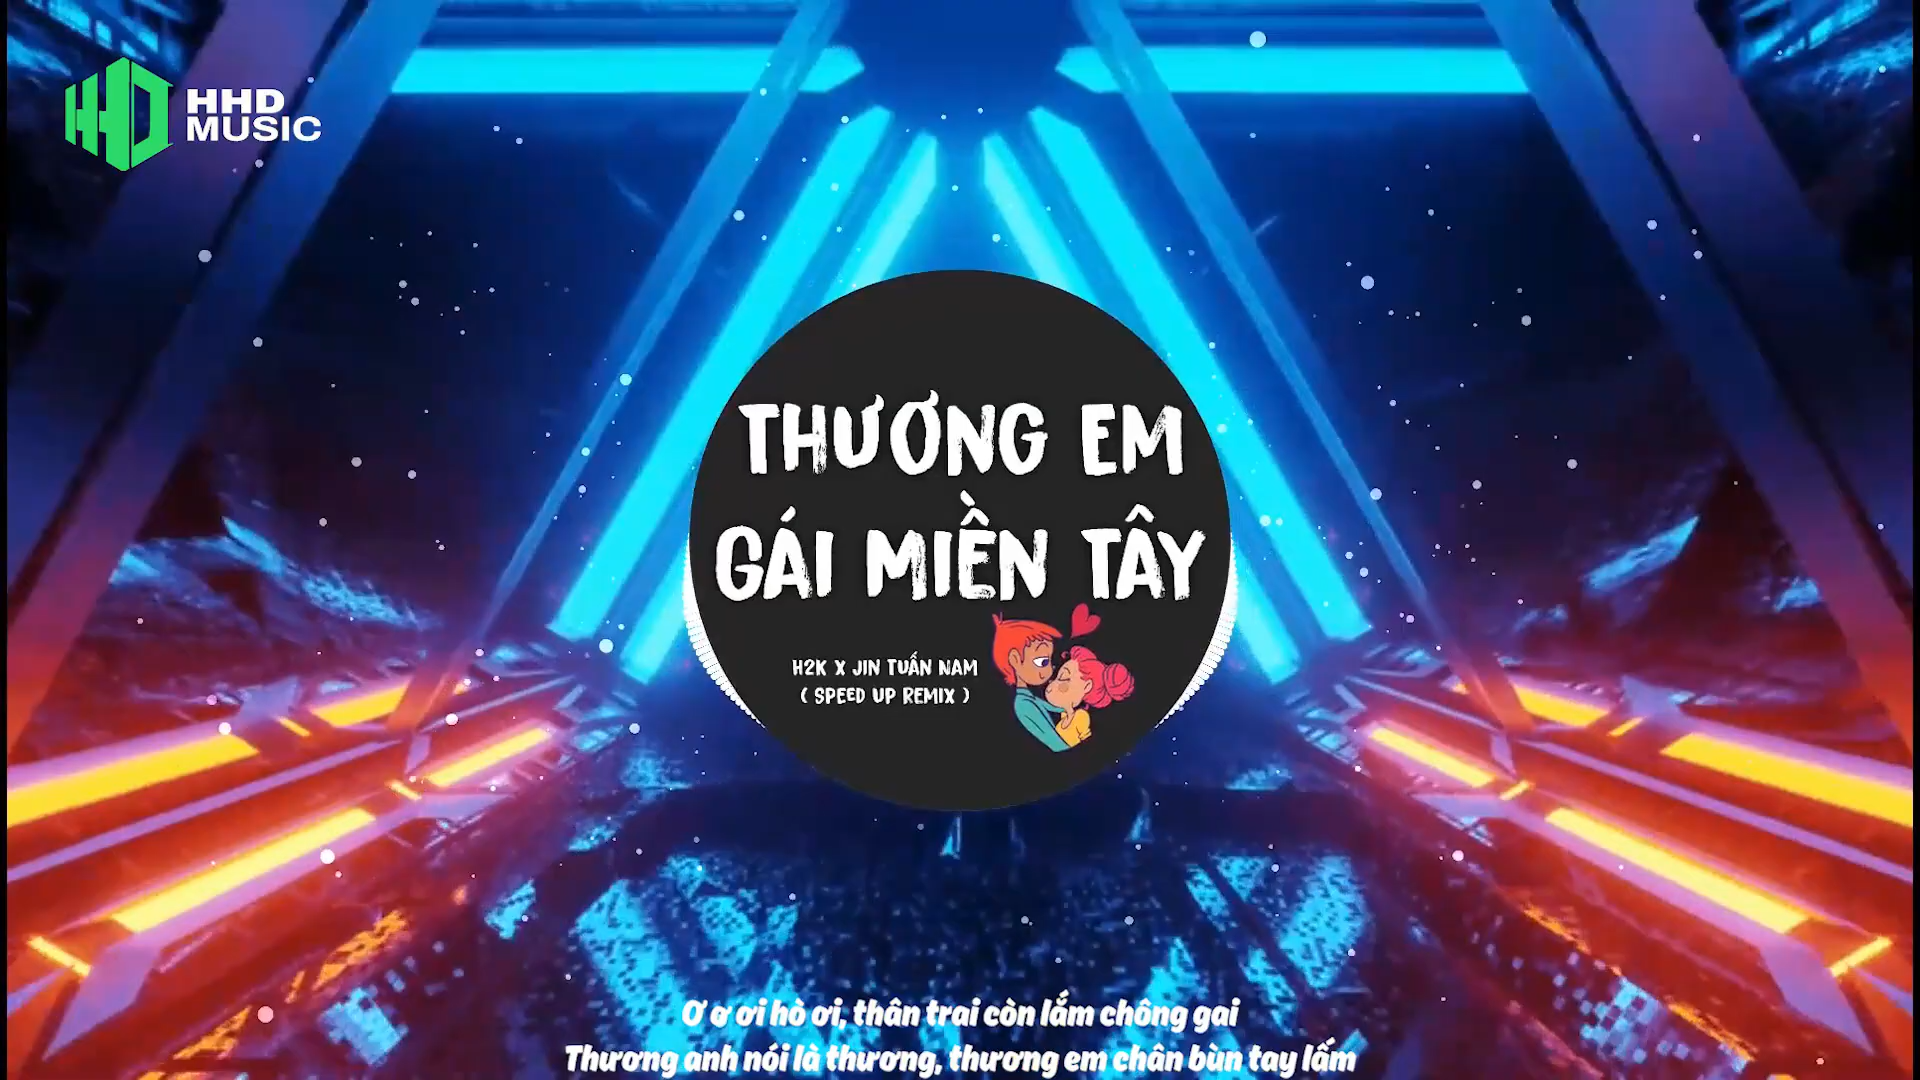 HHD
MUSIC
THƯƠNG EM
GÁI MIỀN TÂY
H2K X JIN TUẤN NAM
( SPEED UP REMIX )
Ơ ơ ơi hò ơi, thân trai còn lắm chông gai
Thương anh nói là thương, thương em chân bùn tay lấm